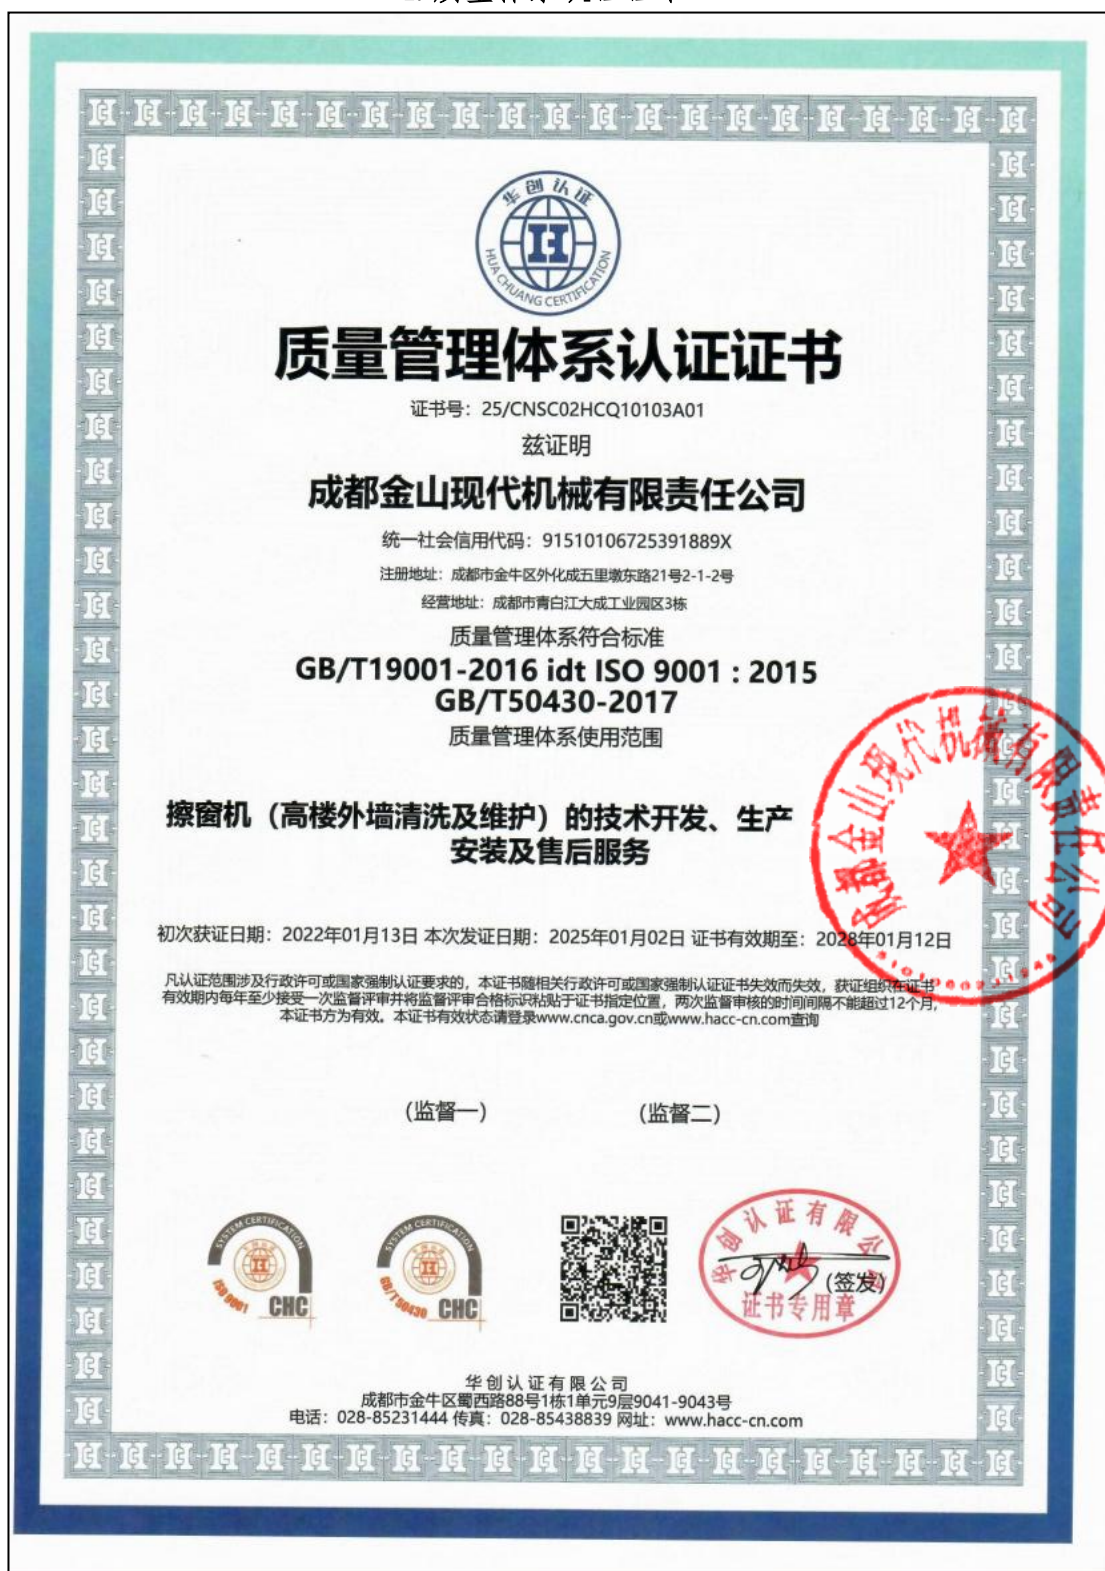 华创认证
HUA CHUANG CERTIFICATION
质量管理体系认证证书
证书号：25/CNSC02HCQ10103A01
兹证明
成都金山现代机械有限责任公司
统一社会信用代码：91510106725391889X
注册地址：成都市金牛区外化成五里墩东路21号2-1-2号
经营地址：成都市青白江大成工业园区3栋
质量管理体系符合标准
GB/T19001-2016 idt ISO 9001 : 2015
GB/T50430-2017
质量管理体系使用范围
擦窗机（高楼外墙清洗及维护）的技术开发、生产
安装及售后服务
成都金山现代机械有限责任公司
初次获证日期：2022年01月13日 本次发证日期：2025年01月02日 证书有效期至：2028年01月12日
凡认证范围涉及行政许可或国家强制认证要求的，本证书随相关行政许可或国家强制认证证书失效而失效，获证组织在证书
有效期内每年至少接受一次监督评审并将监督评审合格标识粘贴于证书指定位置，两次监督审核的时间间隔不能超过12个月，
本证书方为有效。本证书有效状态请登录www.cnca.gov.cn或www.hacc-cn.com查询
（监督一） （监督二）
SYSTEM CERTIFICATION
ISO 9001
CHC
SYSTEM CERTIFICATION
GB/T 50430
CHC
华创认证有限公司
（签发）
证书专用章
华创认证有限公司
成都市金牛区蜀西路88号1栋1单元9层9041-9043号
电话：028-85231444 传真：028-85438839 网址：www.hacc-cn.com